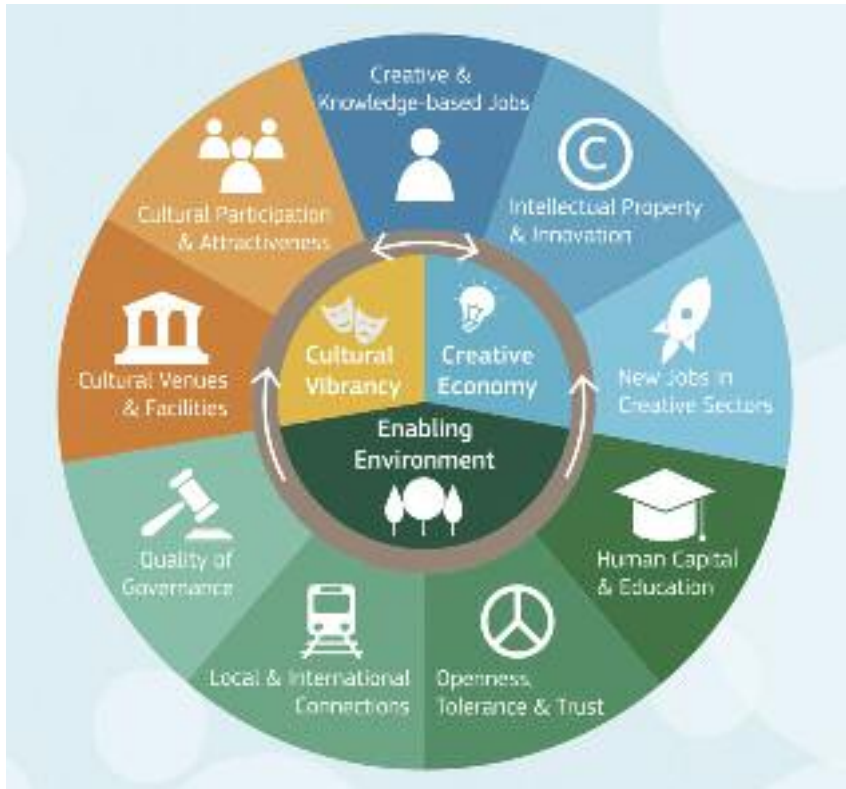 Creative &
Knowledge-based Jobs
Intellectual Property
& Innovation
New Jobs in
Creative Sectors
Human Capital
& Education
Openness,
Tolerance & Trust
Local & International
Connections
Quality of
Governance
Cultural Venues
& Facilities
Cultural Participation
& Attractiveness
Cultural
Vibrancy
Creative
Economy
Enabling
Environment
C